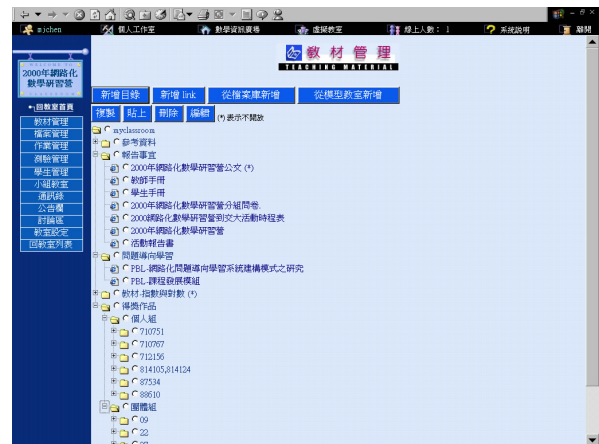 mjchen 個人工作室 數學資訊廣場 虛擬教室 線上人數： 1 系統說明 離開
教 材 管 理
TEACHING MATERIAL
WELCOME TO
2000年網路化
數學研習營
回教室首頁
教材管理
檔案管理
作業管理
測驗管理
學生管理
小組教室
通訊錄
公告欄
討論區
教室設定
回教室列表
新增目錄 新增 link 從檔案庫新增 從模型教室新增
複製 貼上 刪除 編輯 (*) 表示不開放
myclassroom
參考資料
報告事宜
2000年網路化數學研習營公文 (*)
教師手冊
學生手冊
2000年網路化數學研習營分組問卷.
2000網路化數學研習營到交大活動時程表
2000年網路化數學研習營
活動報告書
問題導向學習
PBL-網路化問題導向學習系統建構模式之研究
PBL-課程發展模組
教材-指數與對數 (*)
得獎作品
個人組
710751
710767
712156
814105,814124
87534
88610
團體組
09
22